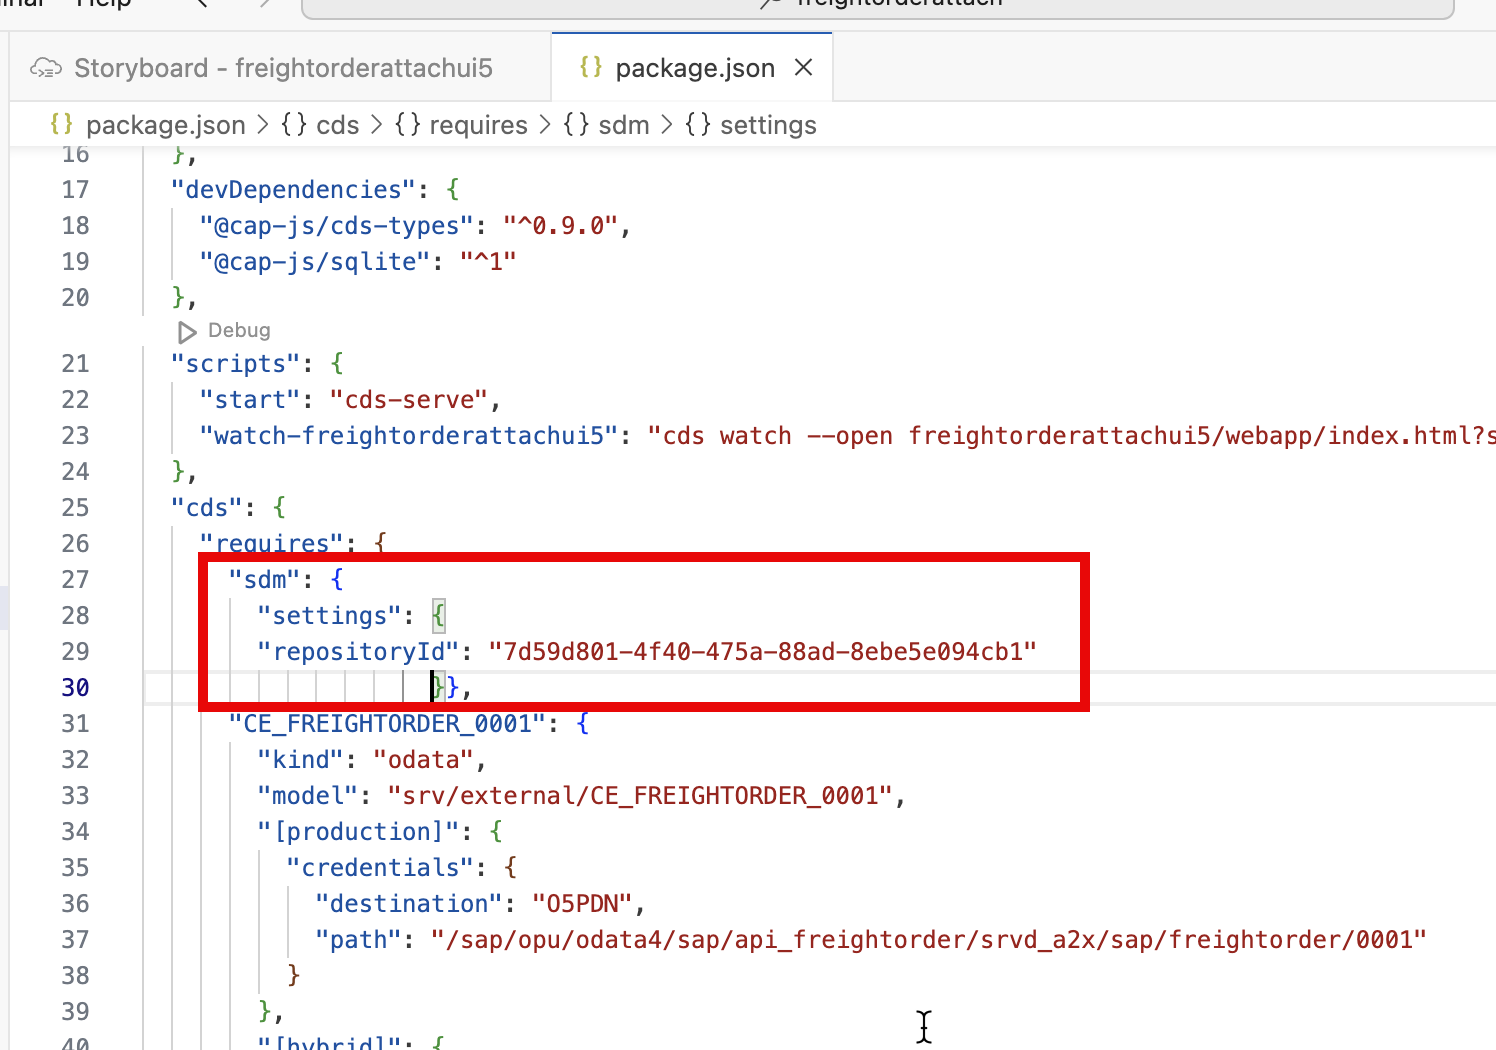 Help
freightorderattach
Storyboard - freightorderattachui5
{} package.json ×
{} package.json > {} cds > {} requires > {} sdm > {} settings
16 },
17 "devDependencies": {
18 "@cap-js/cds-types": "^0.9.0",
19 "@cap-js/sqlite": "^1"
20 },
Debug
21 "scripts": {
22 "start": "cds-serve",
23 "watch-freightorderattachui5": "cds watch --open freightorderattachui5/webapp/index.html?s
24 },
25 "cds": {
26 "requires": {
27 "sdm": {
28 "settings": {
29 "repositoryId": "7d59d801-4f40-475a-88ad-8ebe5e094cb1"
30 }},
31 "CE_FREIGHTORDER_0001": {
32 "kind": "odata",
33 "model": "srv/external/CE_FREIGHTORDER_0001",
34 "[production]": {
35 "credentials": {
36 "destination": "O5PDN",
37 "path": "/sap/opu/odata4/sap/api_freightorder/srvd_a2x/sap/freightorder/0001"
38 }
39 },
40 "[hybrid]": {